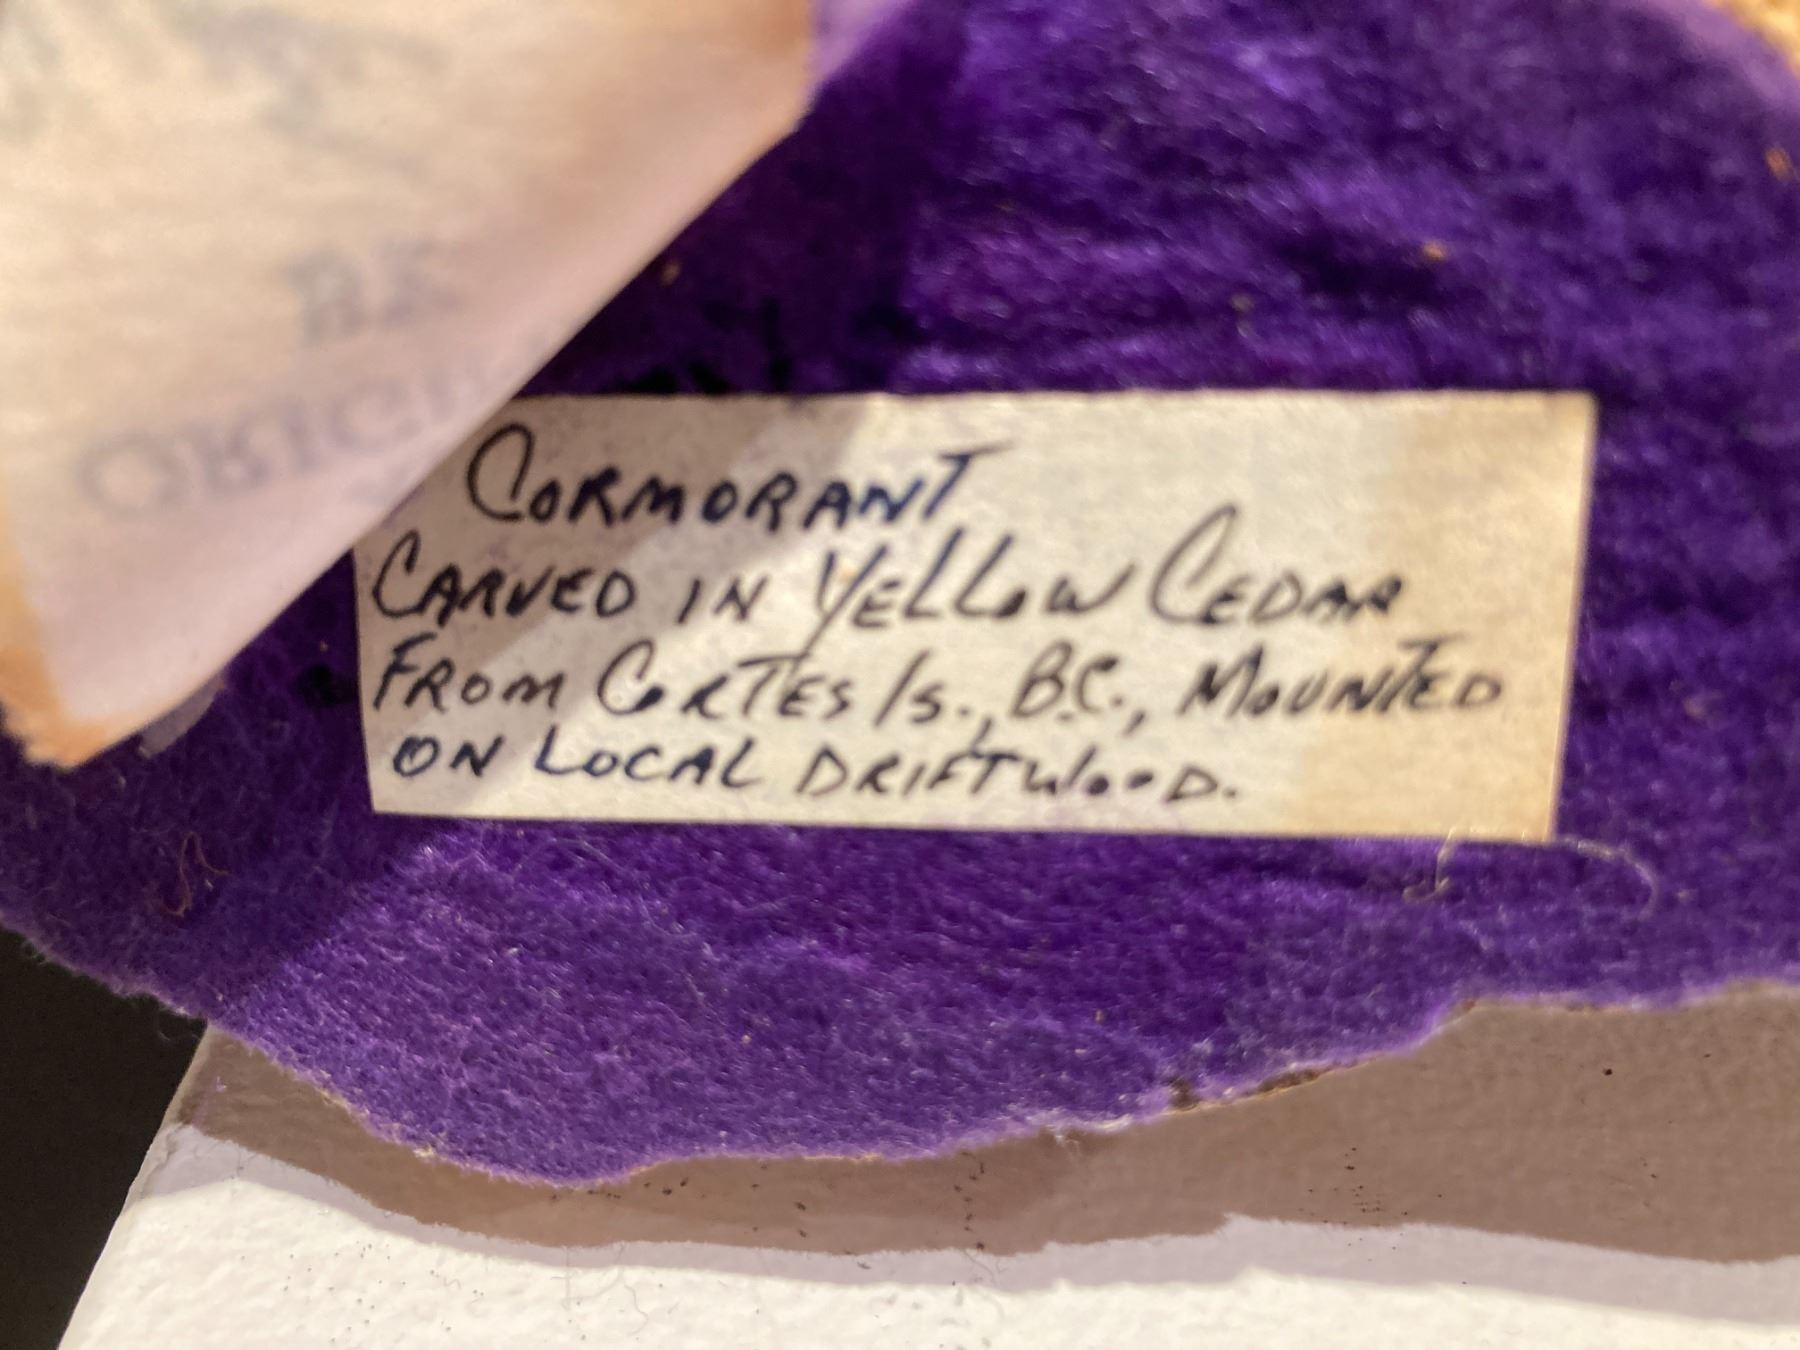 CORMORANT
CARVED IN YELLOW CEDAR
FROM CORTES Is., B.C., MOUNTED
ON LOCAL DRIFTWOOD.